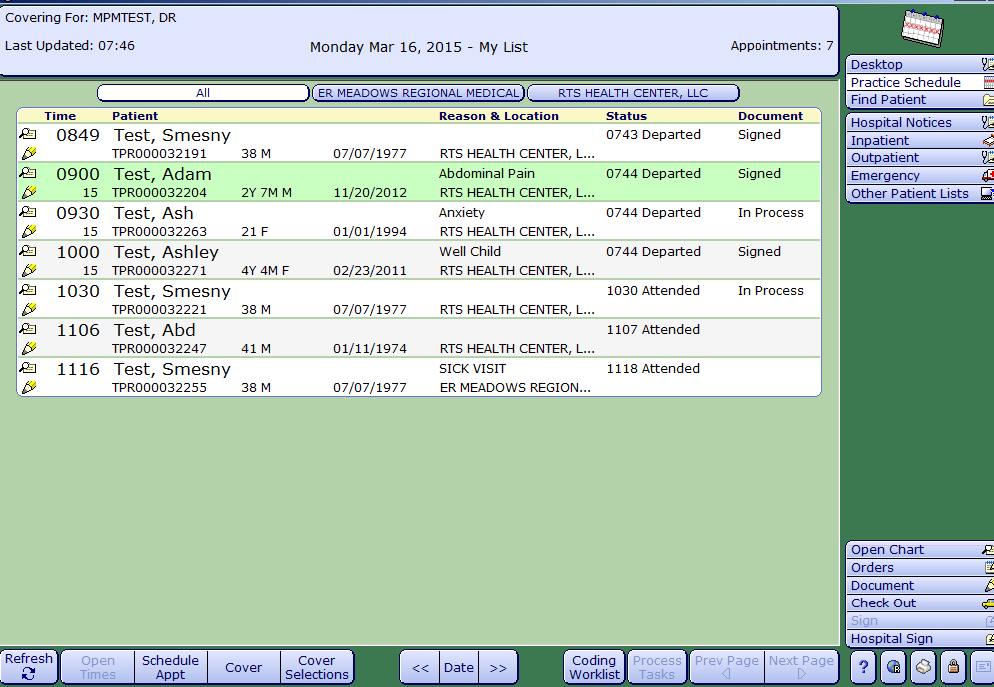 Covering For: MPMTEST, DR
Last Updated: 07:46
Monday Mar 16, 2015 - My List
Appointments: 7
All
ER MEADOWS REGIONAL MEDICAL
RTS HEALTH CENTER, LLC
Time Patient Reason & Location Status Document
0849 Test, Smesny 0743 Departed Signed
TPR000032191 38 M 07/07/1977 RTS HEALTH CENTER, L...
0900 Test, Adam Abdominal Pain 0744 Departed Signed
15 TPR000032204 2Y 7M M 11/20/2012 RTS HEALTH CENTER, L...
0930 Test, Ash Anxiety 0744 Departed In Process
15 TPR000032263 21 F 01/01/1994 RTS HEALTH CENTER, L...
1000 Test, Ashley Well Child 0744 Departed Signed
15 TPR000032271 4Y 4M F 02/23/2011 RTS HEALTH CENTER, L...
1030 Test, Smesny 1030 Attended In Process
TPR000032221 38 M 07/07/1977 RTS HEALTH CENTER, L...
1106 Test, Abd 1107 Attended
TPR000032247 41 M 01/11/1974 RTS HEALTH CENTER, L...
1116 Test, Smesny SICK VISIT 1118 Attended
TPR000032255 38 M 07/07/1977 ER MEADOWS REGION...
Desktop
Practice Schedule
Find Patient
Hospital Notices
Inpatient
Outpatient
Emergency
Other Patient Lists
Open Chart
Orders
Document
Check Out
Sign
Hospital Sign
Refresh
Open
Times
Schedule
Appt
Cover
Cover
Selections
<<
Date
>>
Coding
Worklist
Process
Tasks
Prev Page
Next Page
?